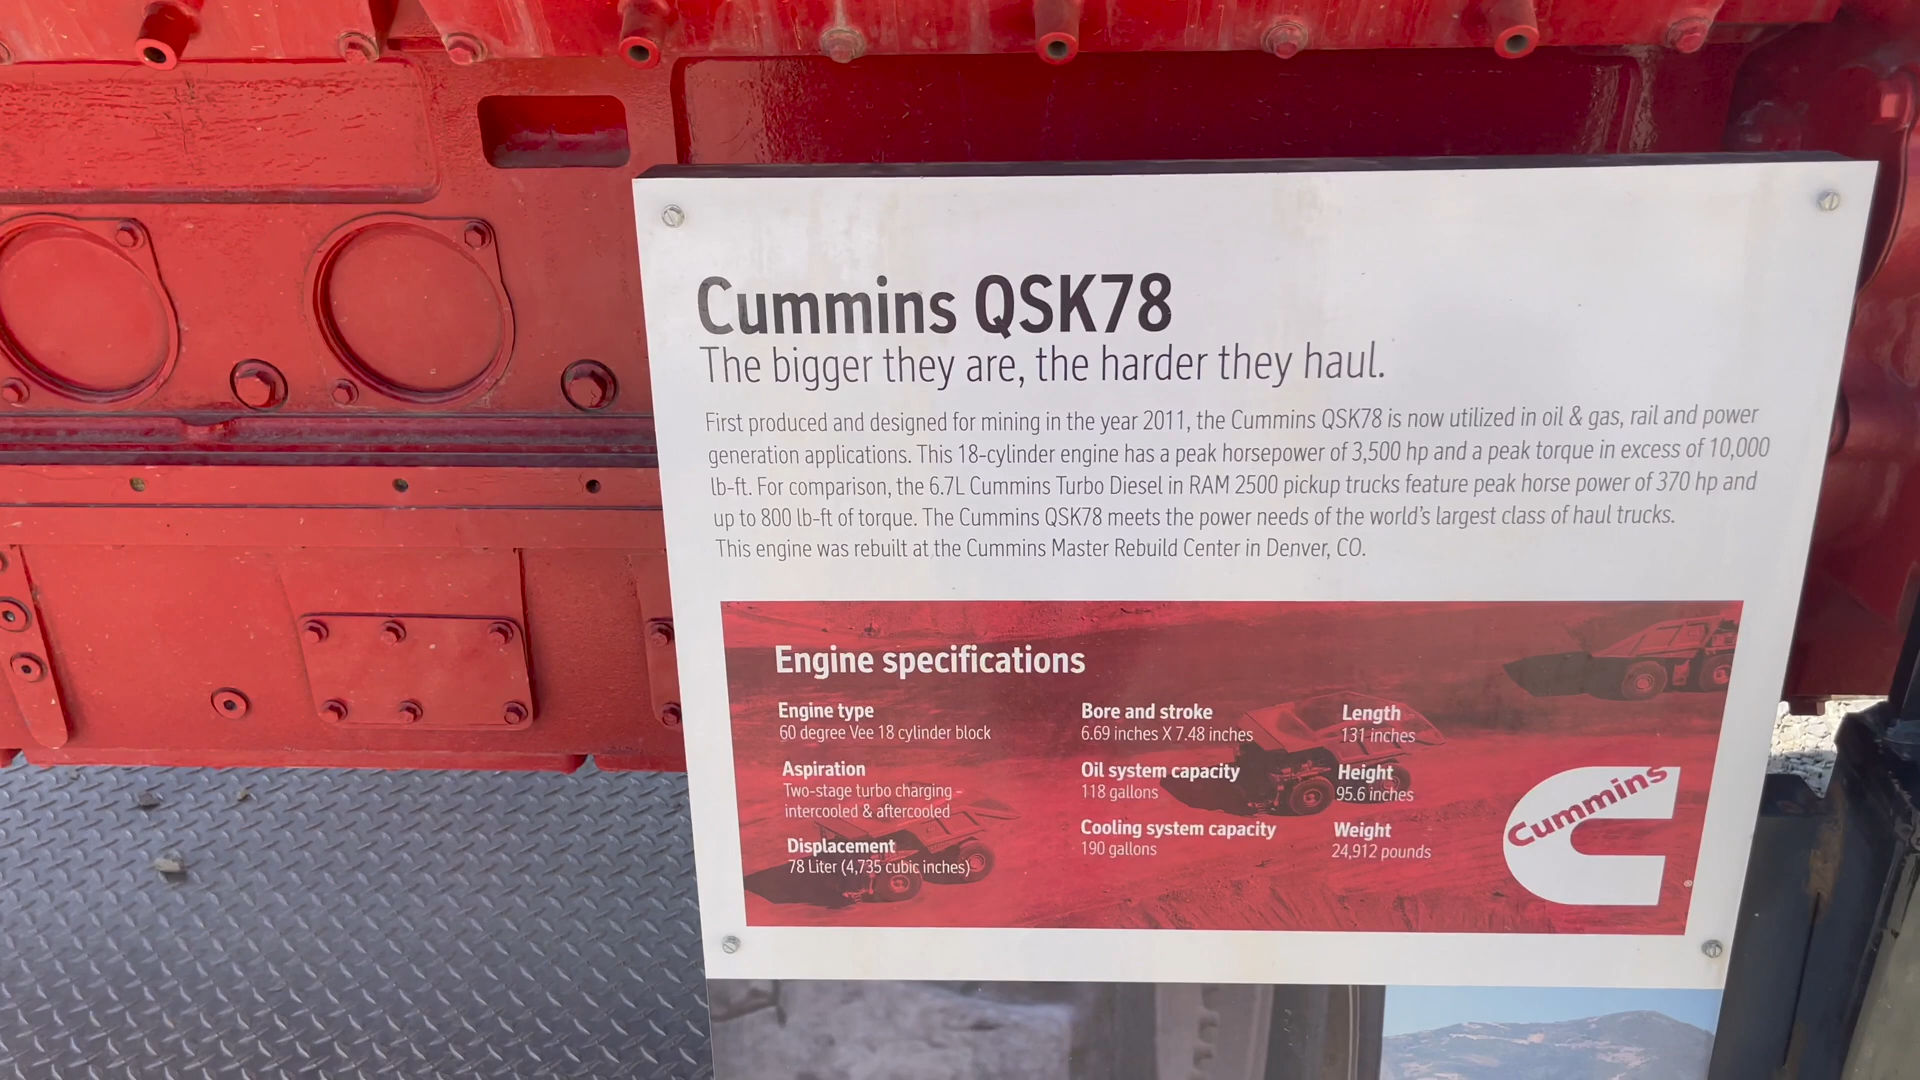 Cummins QSK78
The bigger they are, the harder they haul.
First produced and designed for mining in the year 2011, the Cummins QSK78 is now utilized in oil & gas, rail and power
generation applications. This 18-cylinder engine has a peak horsepower of 3,500 hp and a peak torque in excess of 10,000
lb-ft. For comparison, the 6.7L Cummins Turbo Diesel in RAM 2500 pickup trucks feature peak horse power of 370 hp and
up to 800 lb-ft of torque. The Cummins QSK78 meets the power needs of the world's largest class of haul trucks.
This engine was rebuilt at the Cummins Master Rebuild Center in Denver, CO.
Engine specifications
Engine type
60 degree Vee 18 cylinder block
Aspiration
Two-stage turbo charging -
intercooled & aftercooled
Displacement
78 Liter (4,735 cubic inches)
Bore and stroke
6.69 inches X 7.48 inches
Oil system capacity
118 gallons
Cooling system capacity
190 gallons
Length
131 inches
Height
95.6 inches
Weight
24,912 pounds
Cummins
®